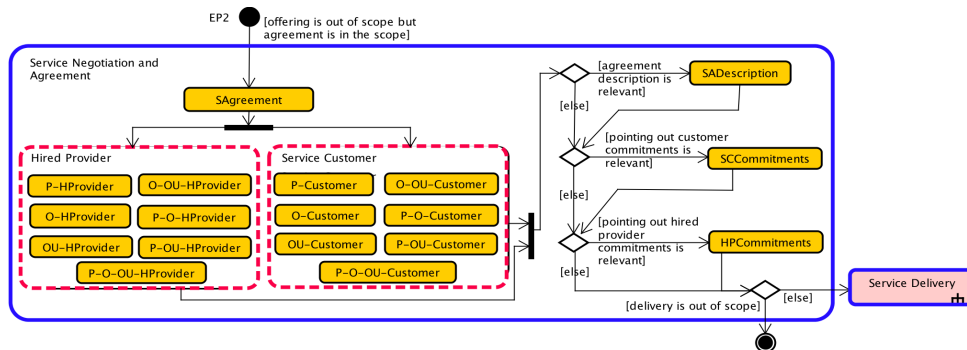 EP2
[offering is out of scope but
agreement is in the scope]
Service Negotiation and
Agreement
SAgreement
Hired Provider
P-HProvider
O-OU-HProvider
O-HProvider
P-O-HProvider
OU-HProvider
P-OU-HProvider
P-O-OU-HProvider
Service Customer
P-Customer
O-OU-Customer
O-Customer
P-O-Customer
OU-Customer
P-OU-Customer
P-O-OU-Customer
[agreement
description is
relevant]
SADescription
[else]
[pointing out customer
commitments is
relevant]
SCCommitments
[else]
[pointing out hired
provider
commitments is
relevant]
HPCommitments
[else]
[delivery is out of scope]
[else]
Service Delivery